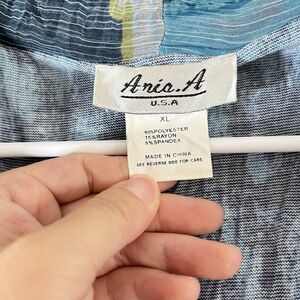 Ania.A
U.S.A
XL
80%POLYESTER
15%RAYON
5%SPANDEX
MADE IN CHINA
SEE REVERSE SIDE FOR CARE